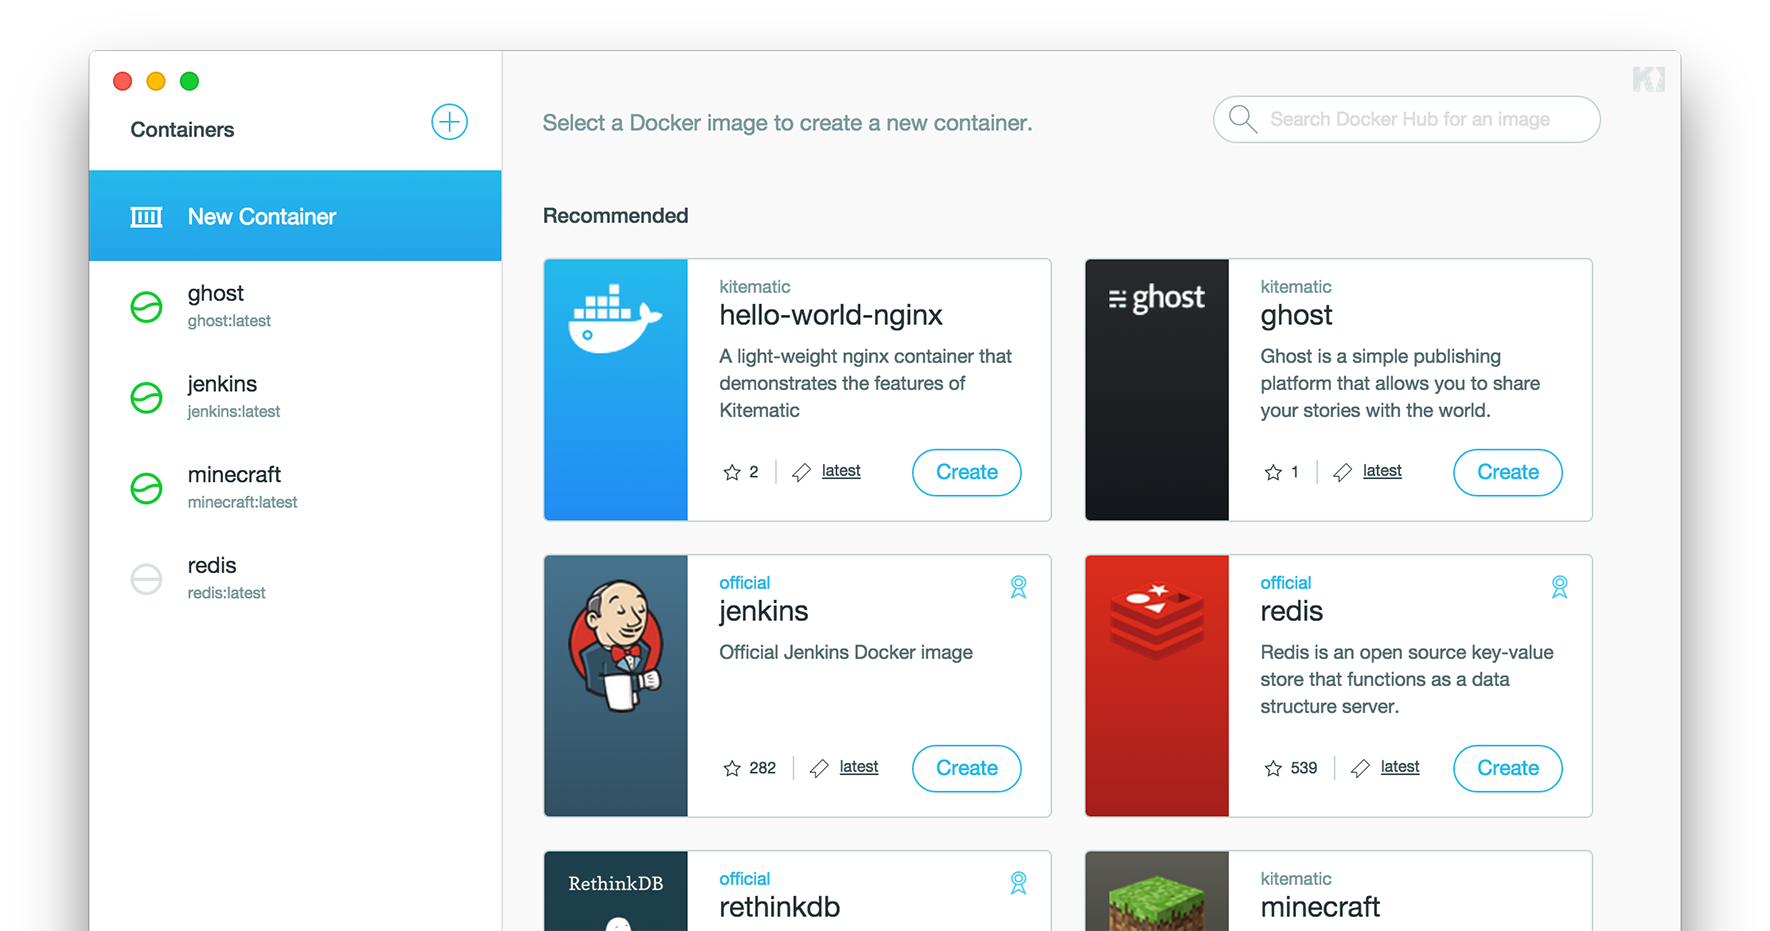 Containers
New Container
ghost
ghost:latest
jenkins
jenkins:latest
minecraft
minecraft:latest
redis
redis:latest
Select a Docker image to create a new container.
Search Docker Hub for an image
Recommended
kitematic
hello-world-nginx
A light-weight nginx container that
demonstrates the features of
Kitematic
2
latest
Create
ghost
kitematic
ghost
Ghost is a simple publishing
platform that allows you to share
your stories with the world.
1
latest
Create
official
jenkins
Official Jenkins Docker image
282
latest
Create
official
redis
Redis is an open source key-value
store that functions as a data
structure server.
539
latest
Create
RethinkDB
official
rethinkdb
kitematic
minecraft